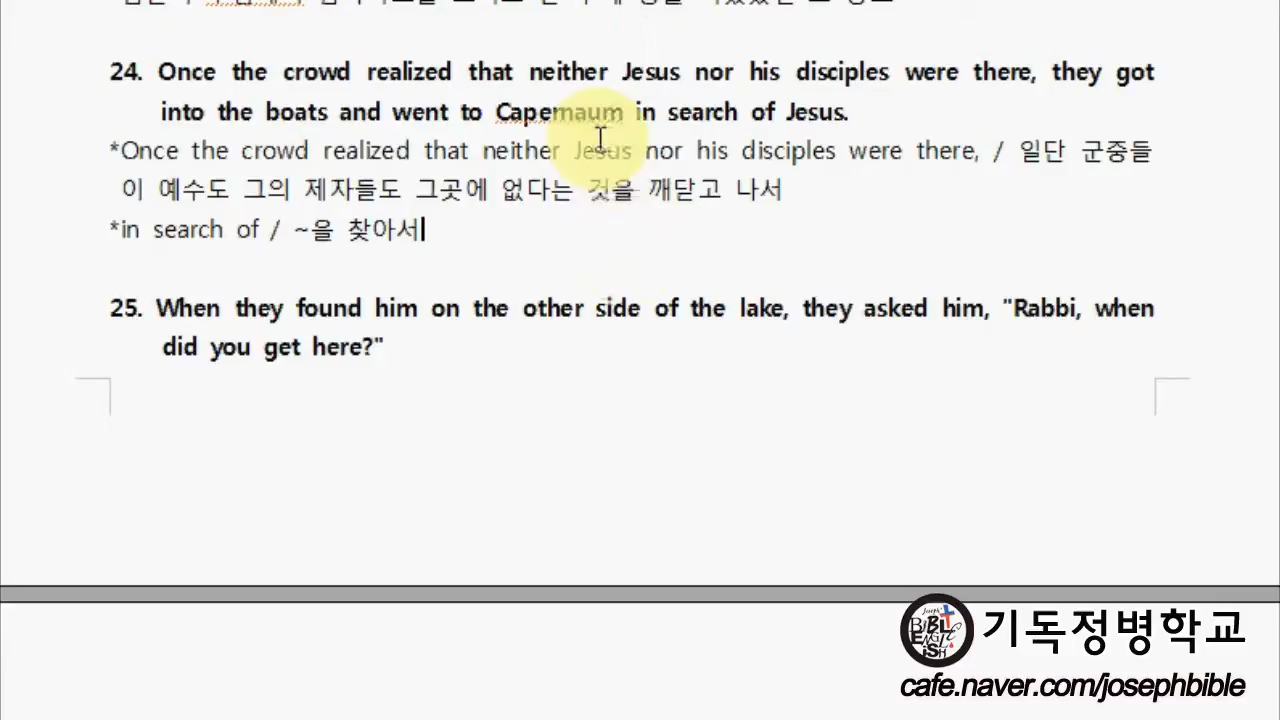 24. Once the crowd realized that neither Jesus nor his disciples were there, they got
into the boats and went to Capernaum in search of Jesus.
*Once the crowd realized that neither Jesus nor his disciples were there, / 일단 군중들
이 예수도 그의 제자들도 그곳에 없다는 것을 깨닫고 나서
*in search of / ~을 찾아서
25. When they found him on the other side of the lake, they asked him, "Rabbi, when
did you get here?"
Joseph's
BIBLE
ENGLISH
기독정병학교
cafe.naver.com/josephbible